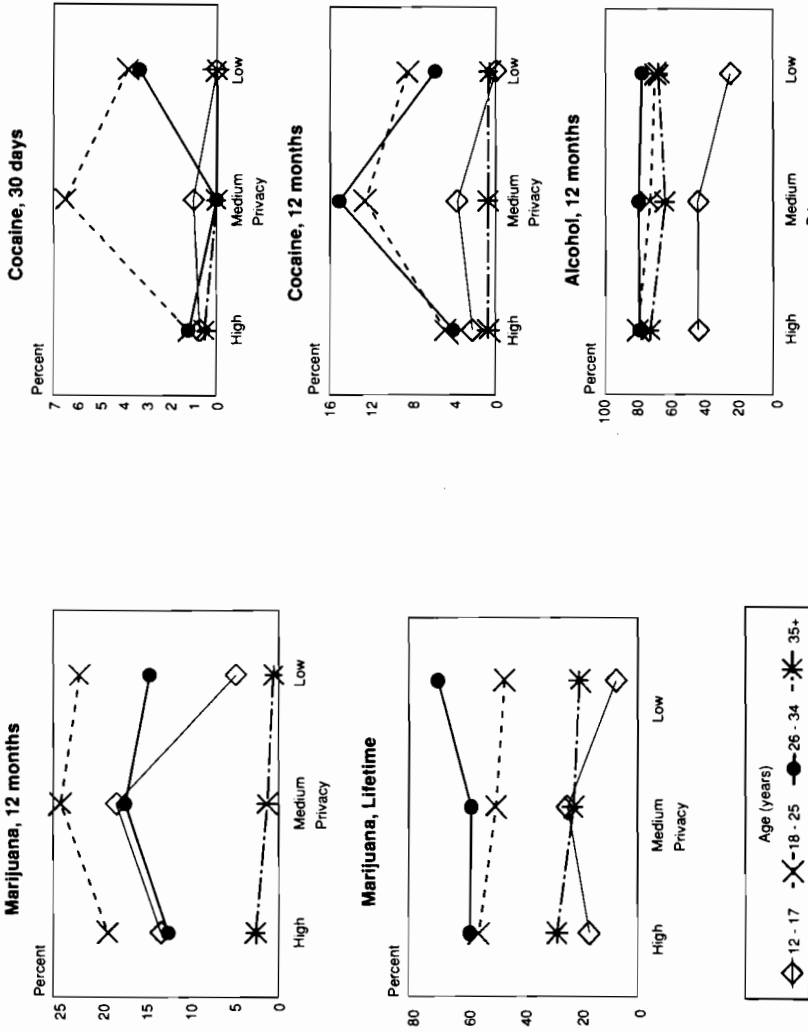 Marijuana, 12 months
Percent
25
20
15
10
5
0
High
Medium
Low
Privacy
Cocaine, 30 days
Percent
7
6
5
4
3
2
1
0
High
Medium
Low
Privacy
Marijuana, Lifetime
Percent
80
60
40
20
0
High
Medium
Low
Privacy
Cocaine, 12 months
Percent
16
12
8
4
0
High
Medium
Low
Privacy
Alcohol, 12 months
Percent
100
80
60
40
20
0
High
Medium
Low
Age (years)
12 - 17 18 - 25 26 - 34 35+